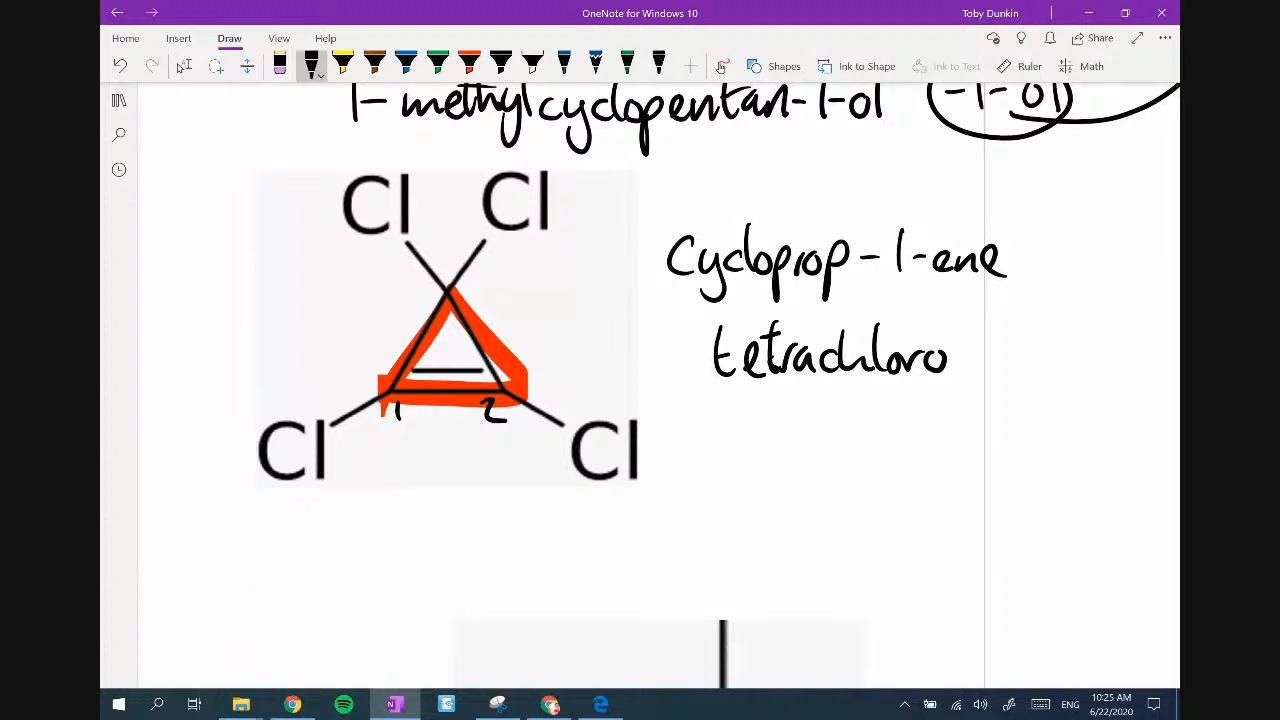 OneNote for Windows 10
Toby Dunkin
Home Insert Draw View Help
Share
Shapes Ink to Shape Ink to Text Ruler Math
1-methylcyclopentan-1-ol -1-ol
Cl Cl
Cycloprop-1-ene
tetrachloro
1 2
Cl Cl
ENG 10:25 AM
6/22/2020